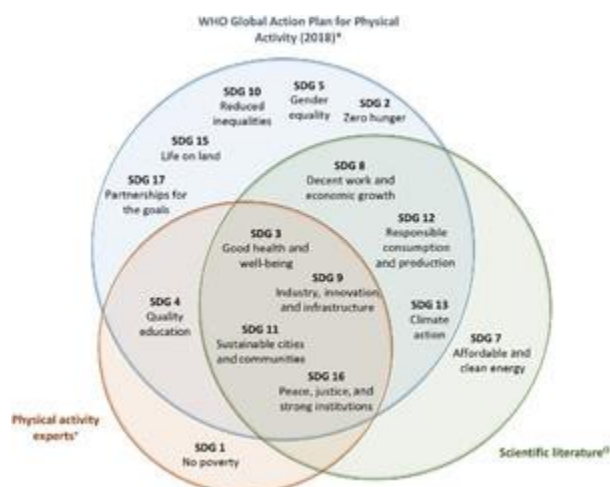 WHO Global Action Plan for Physical
Activity (2018)*
SDG 10
Reduced
inequalities
SDG 5
Gender
equality
SDG 2
Zero hunger
SDG 15
Life on land
SDG 17
Partnerships for
the goals
SDG 8
Decent work and
economic growth
SDG 12
Responsible
consumption
and production
SDG 3
Good health and
well-being
SDG 9
Industry, innovation,
and infrastructure
SDG 4
Quality
education
SDG 13
Climate
action
SDG 11
Sustainable cities
and communities
SDG 7
Affordable and
clean energy
SDG 16
Peace, justice, and
strong institutions
Physical activity
experts
SDG 1
No poverty
Scientific literature